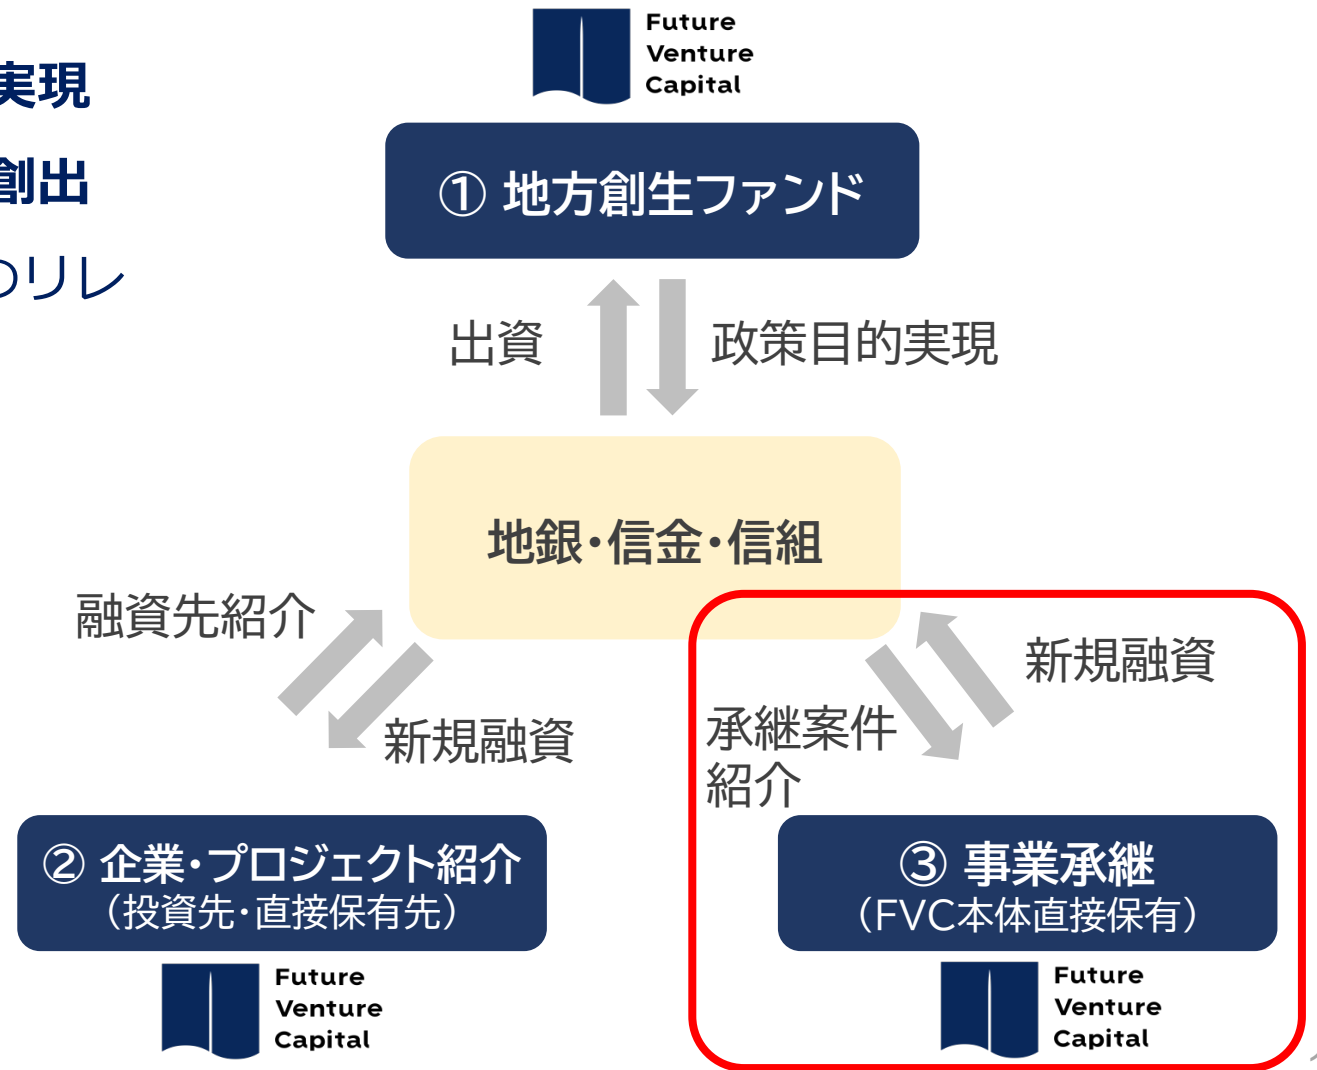 Future
Venture
Capital
実現
創出
のリレ
① 地方創生ファンド
出資
政策目的実現
地銀・信金・信組
融資先紹介
新規融資
新規融資
承継案件
紹介
② 企業・プロジェクト紹介
（投資先・直接保有先）
③ 事業承継
（FVC本体直接保有）
Future
Venture
Capital
Future
Venture
Capital